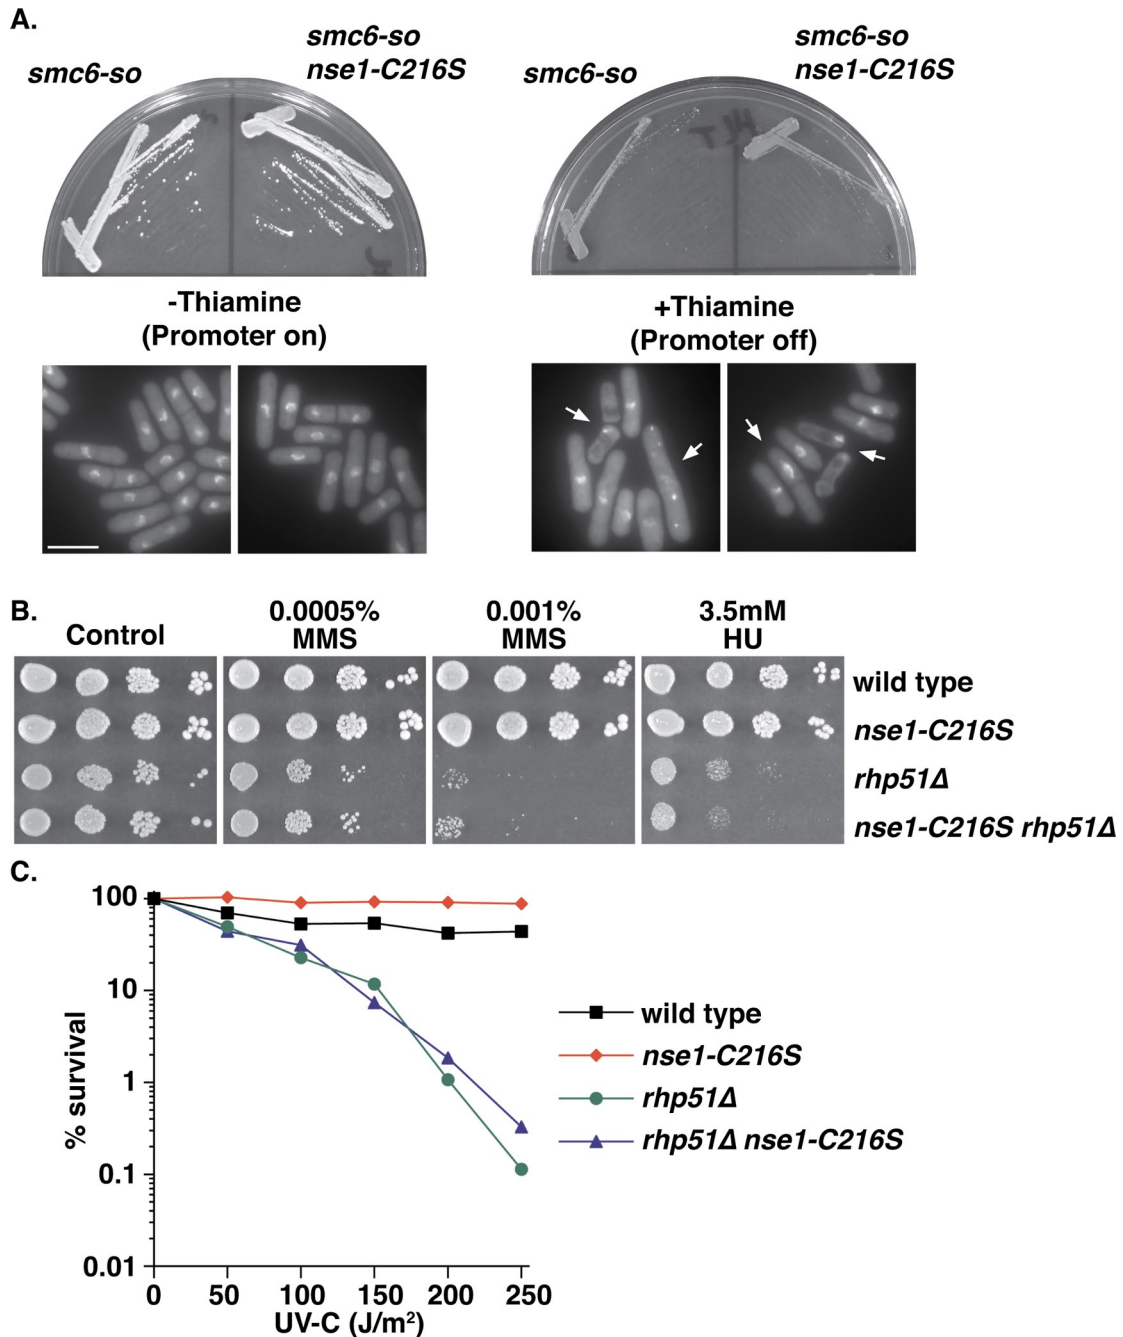 A.
smc6-so
smc6-so
nse1-C216S
smc6-so
smc6-so
nse1-C216S
TJ4
-Thiamine
(Promoter on)
+Thiamine
(Promoter off)
B.
Control
0.0005%
MMS
0.001%
MMS
3.5mM
HU
wild type
nse1-C216S
rhp51Δ
nse1-C216S rhp51Δ
C.
% survival
100
10
1
0.1
0.01
0
50
100
150
200
250
UV-C (J/m²)
wild type
nse1-C216S
rhp51Δ
rhp51Δ nse1-C216S